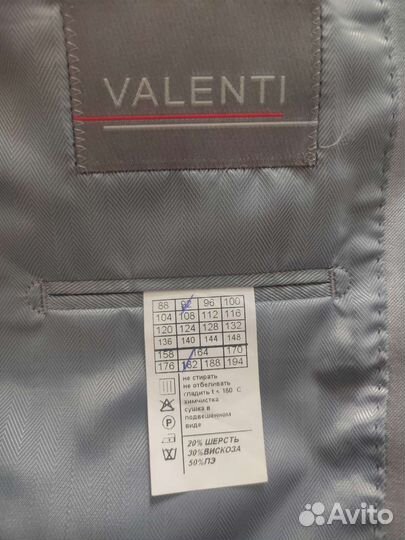 VALENTI
88 92 96 100
104 108 112 116
120 124 128 132
136 140 144 148
158 164 170
176 182 188 194
не стирать
не отбеливать
гладить t < 150 C
химчистка
сушка в
подвешенном
виде
P
20% ШЕРСТЬ
30%ВИСКОЗА
50%ПЭ
Avito